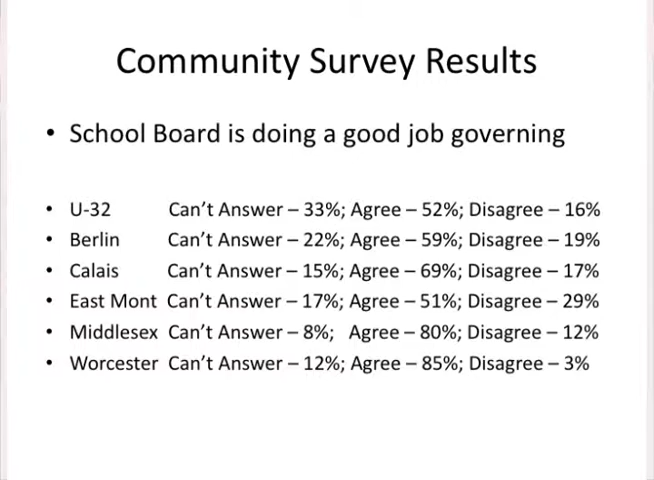 Community Survey Results
• School Board is doing a good job governing
• U-32 Can't Answer – 33%; Agree – 52%; Disagree – 16%
• Berlin Can't Answer – 22%; Agree – 59%; Disagree – 19%
• Calais Can't Answer – 15%; Agree – 69%; Disagree – 17%
• East Mont Can't Answer – 17%; Agree – 51%; Disagree – 29%
• Middlesex Can't Answer – 8%; Agree – 80%; Disagree – 12%
• Worcester Can't Answer – 12%; Agree – 85%; Disagree – 3%